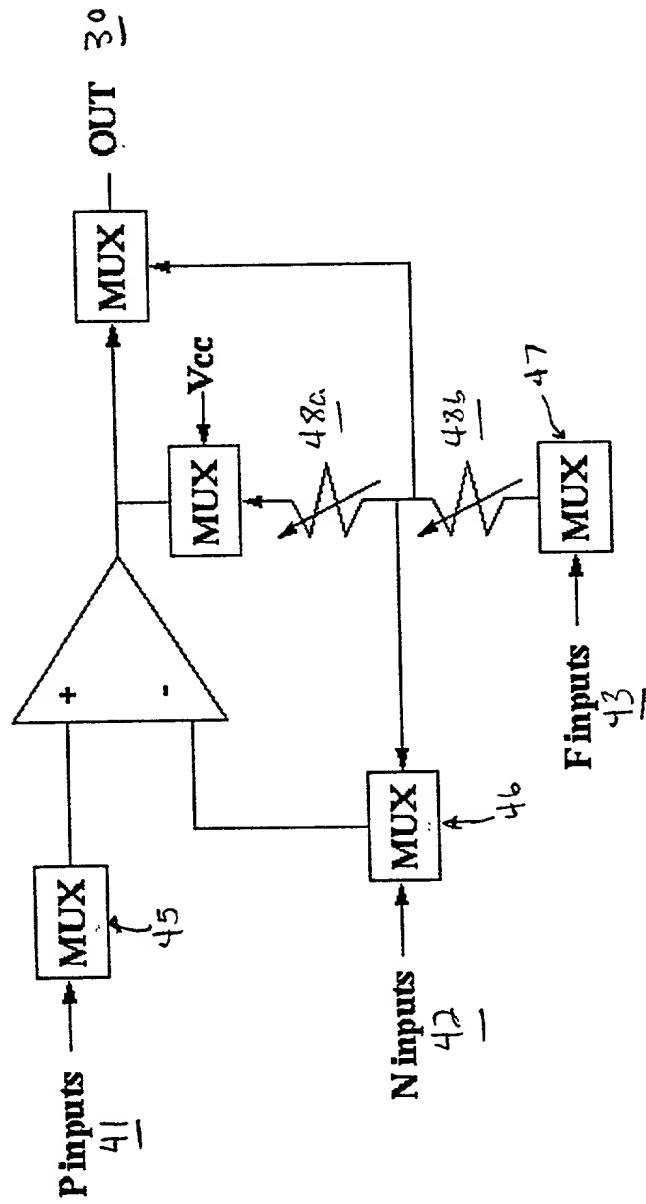 P inputs
41
MUX
45
+
-
N inputs
42
MUX
46
F inputs
43
MUX
47
48a
48b
MUX
Vcc
MUX
OUT 30